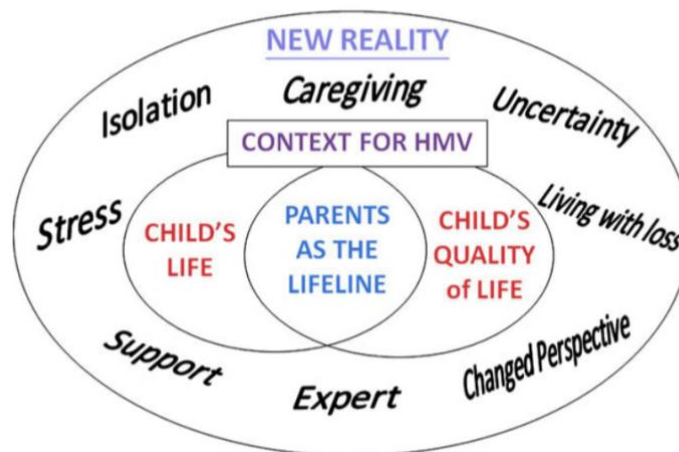 NEW REALITY
Isolation
Caregiving
Uncertainty
CONTEXT FOR HMV
Stress
CHILD'S
LIFE
PARENTS
AS THE
LIFELINE
CHILD'S
QUALITY
of LIFE
Living with loss
Support
Expert
Changed Perspective